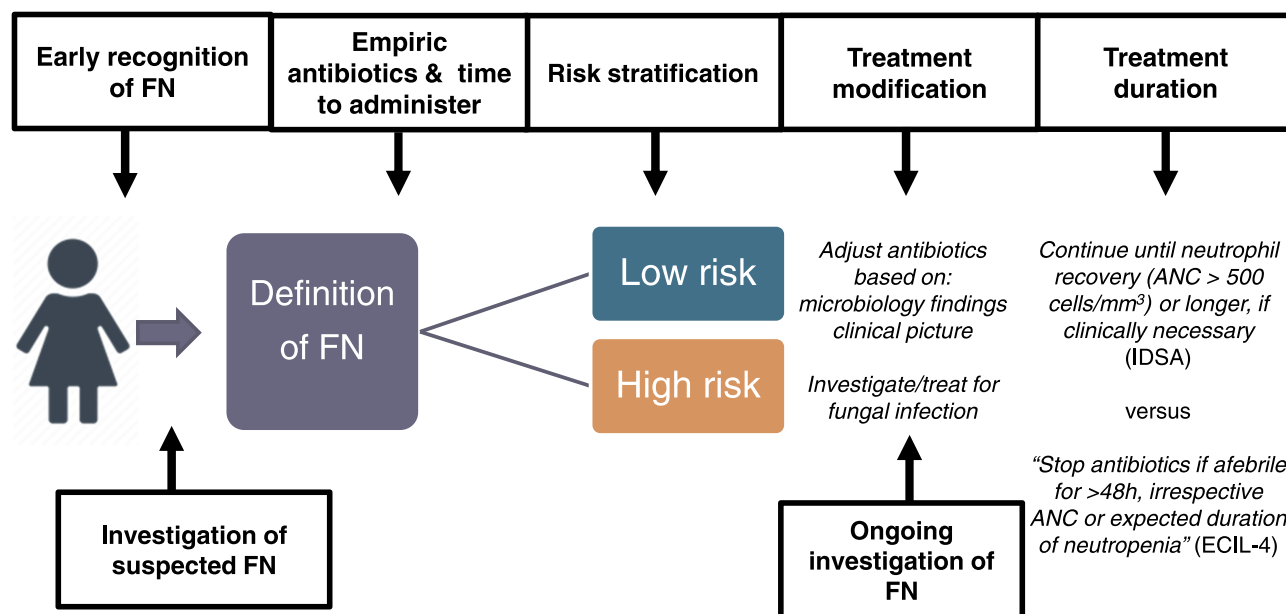 Early recognition
of FN
Empiric
antibiotics & time
to administer
Risk stratification
Treatment
modification
Treatment
duration
Definition
of FN
Low risk
High risk
Adjust antibiotics
based on:
microbiology findings
clinical picture
Investigate/treat for
fungal infection
Continue until neutrophil
recovery (ANC > 500
cells/mm³) or longer, if
clinically necessary
(IDSA)
versus
“Stop antibiotics if afebrile
for >48h, irrespective
ANC or expected duration
of neutropenia” (ECIL-4)
Investigation of
suspected FN
Ongoing
investigation of
FN